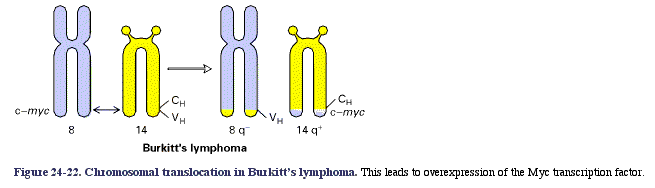 c–myc
8
14
C_H
V_H
8 q⁻
V_H
14 q⁺
C_H
c–myc
Burkitt's lymphoma
Figure 24-22. Chromosomal translocation in Burkitt's lymphoma. This leads to overexpression of the Myc transcription factor.